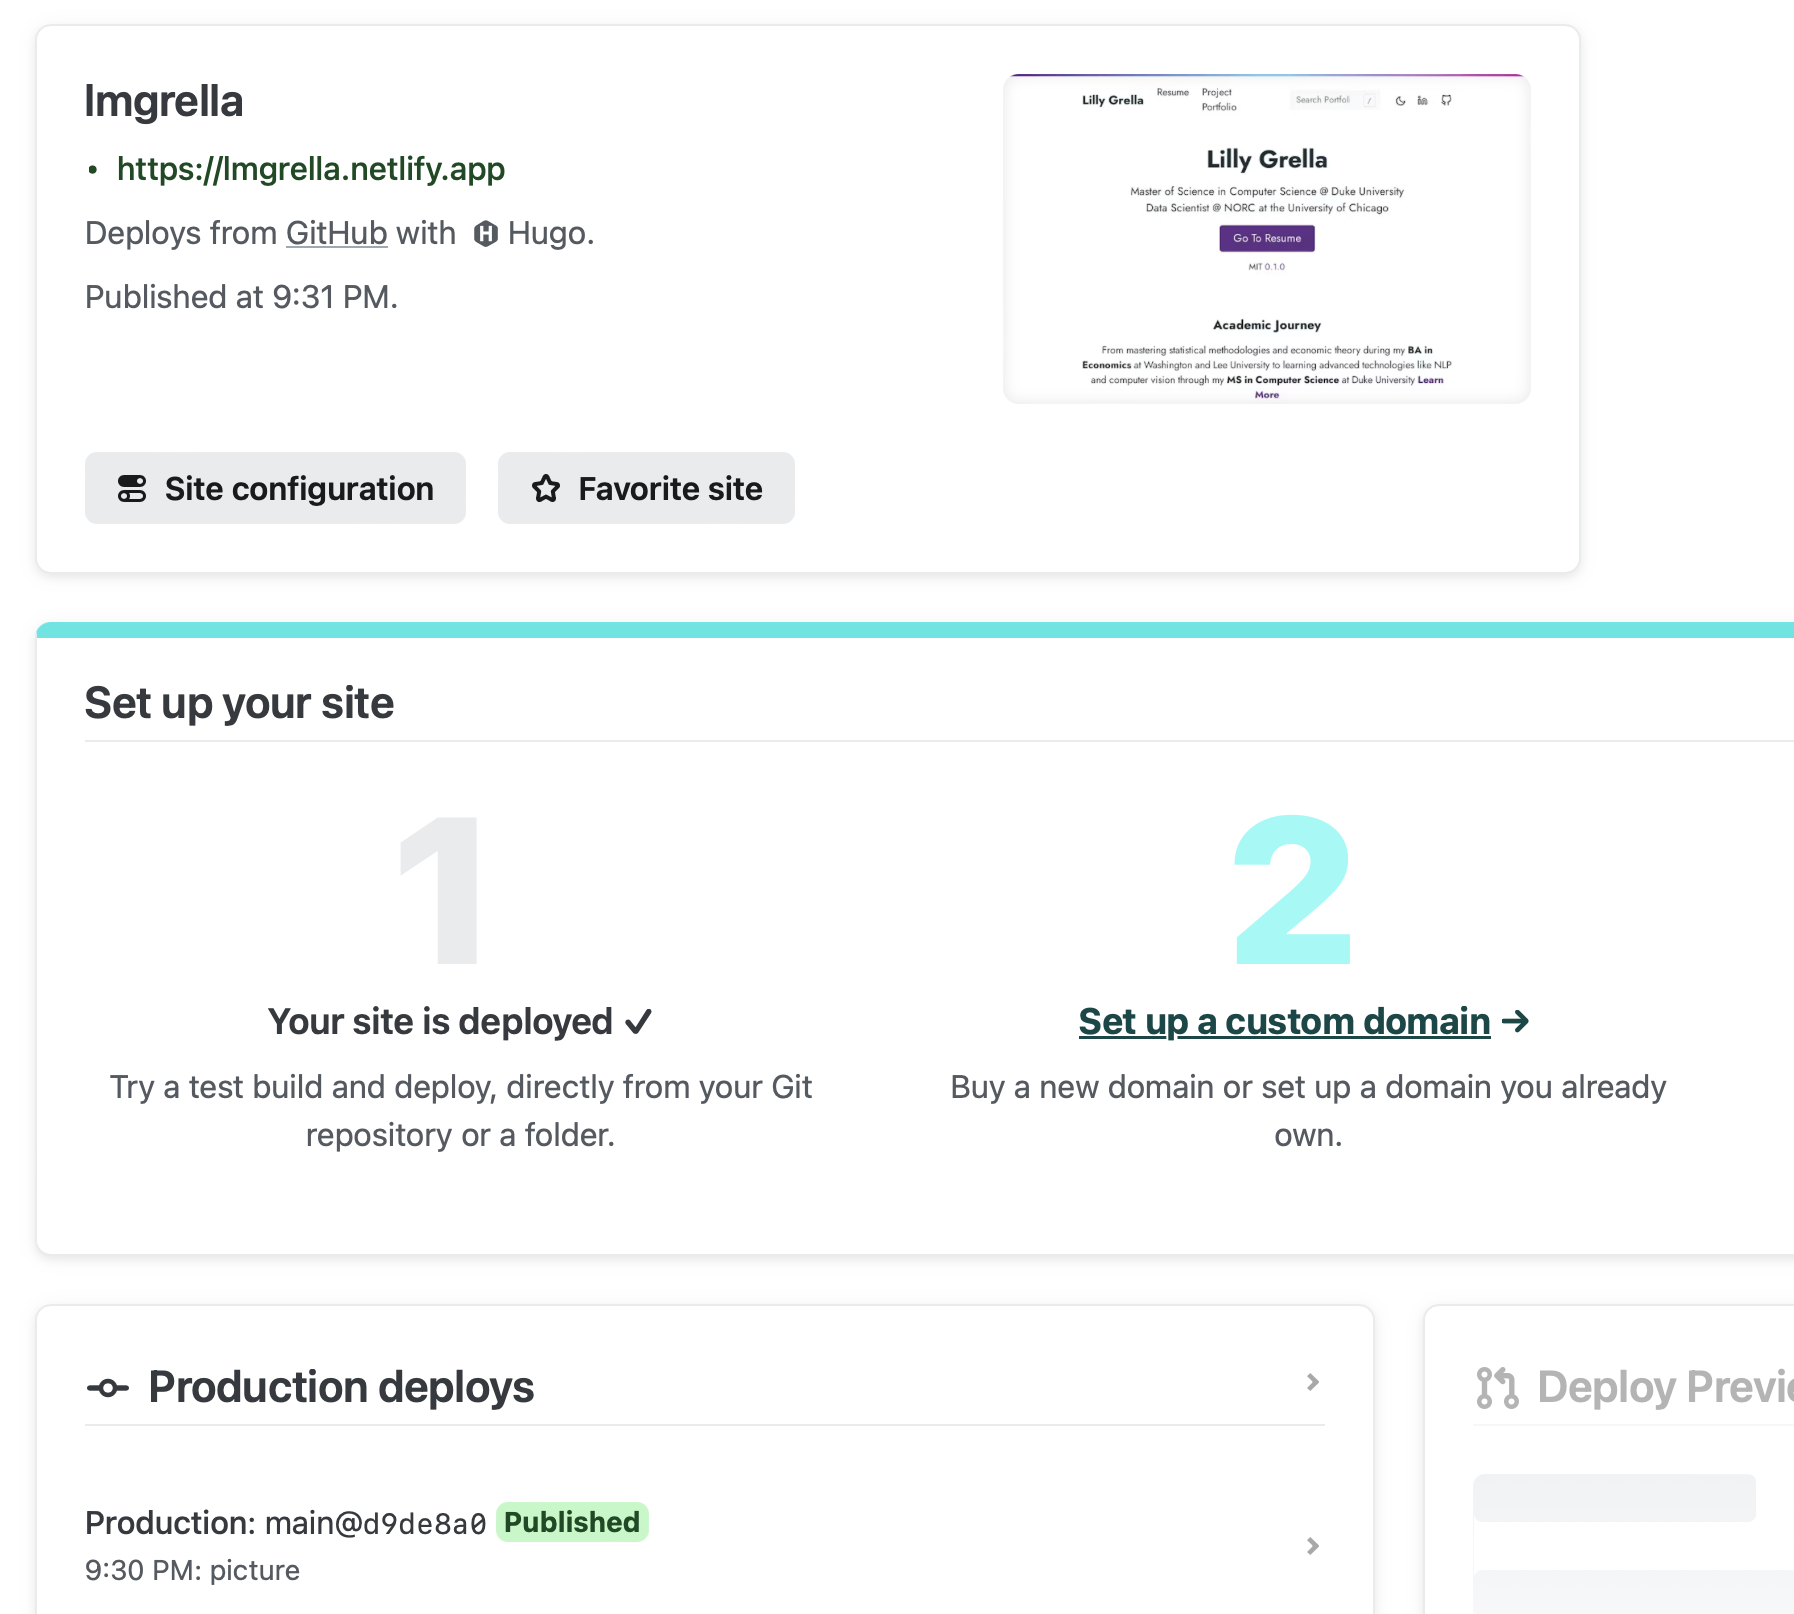 lmgrella
• https://lmgrella.netlify.app
Deploys from GitHub with Hugo.
Published at 9:31 PM.
Site configuration
Favorite site
Lilly Grella
Resume
Project
Portfolio
Search Portfoli
/
Lilly Grella
Master of Science in Computer Science @ Duke University
Data Scientist @ NORC at the University of Chicago
Go To Resume
MIT 0.1.0
Academic Journey
From mastering statistical methodologies and economic theory during my BA in
Economics at Washington and Lee University to learning advanced technologies like NLP
and computer vision through my MS in Computer Science at Duke University Learn
More
Set up your site
1
Your site is deployed ✓
Try a test build and deploy, directly from your Git
repository or a folder.
2
Set up a custom domain →
Buy a new domain or set up a domain you already
own.
Production deploys
Production: main@d9de8a0 Published
9:30 PM: picture
Deploy Previ